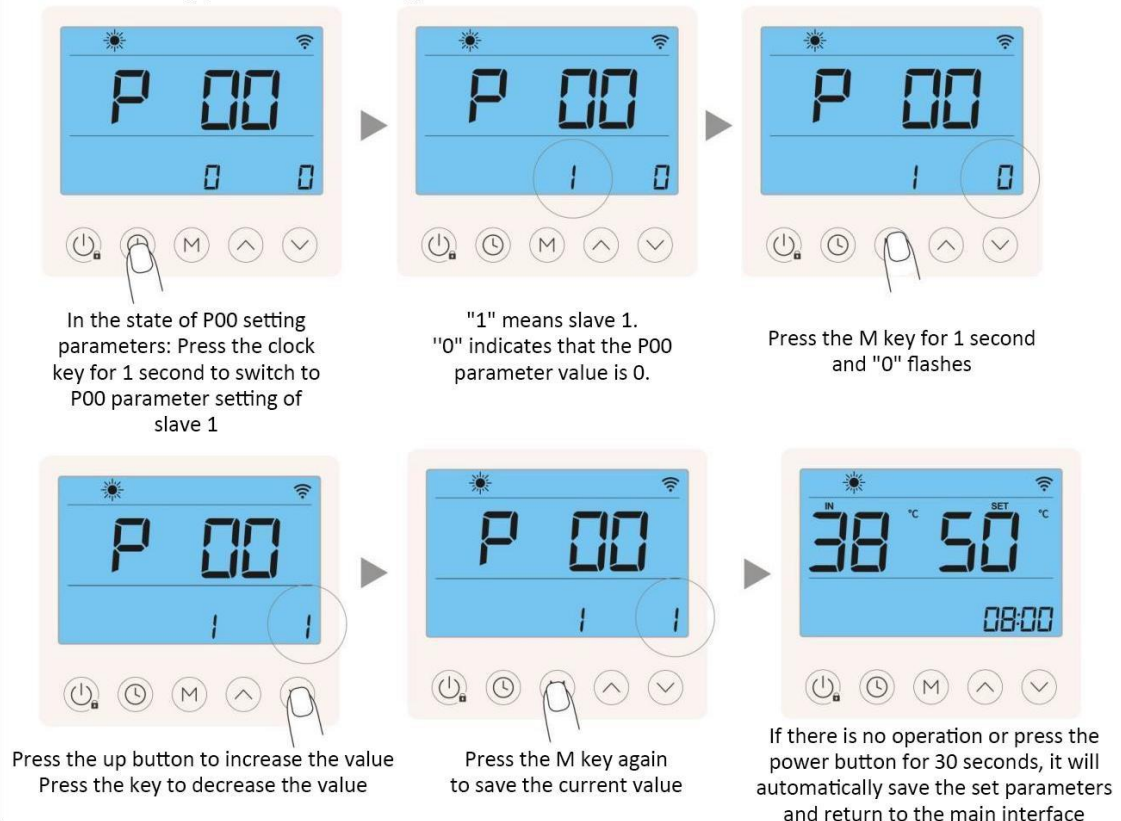 P 00
0 0
M
In the state of P00 setting
parameters: Press the clock
key for 1 second to switch to
P00 parameter setting of
slave 1
P 00
1 0
M
"1" means slave 1.
''0" indicates that the P00
parameter value is 0.
P 00
1 0
Press the M key for 1 second
and "0" flashes
P 00
1 1
M
Press the up button to increase the value
Press the key to decrease the value
P 00
1 1
Press the M key again
to save the current value
IN SET
38 °C 50 °C
08:00
M
If there is no operation or press the
power button for 30 seconds, it will
automatically save the set parameters
and return to the main interface